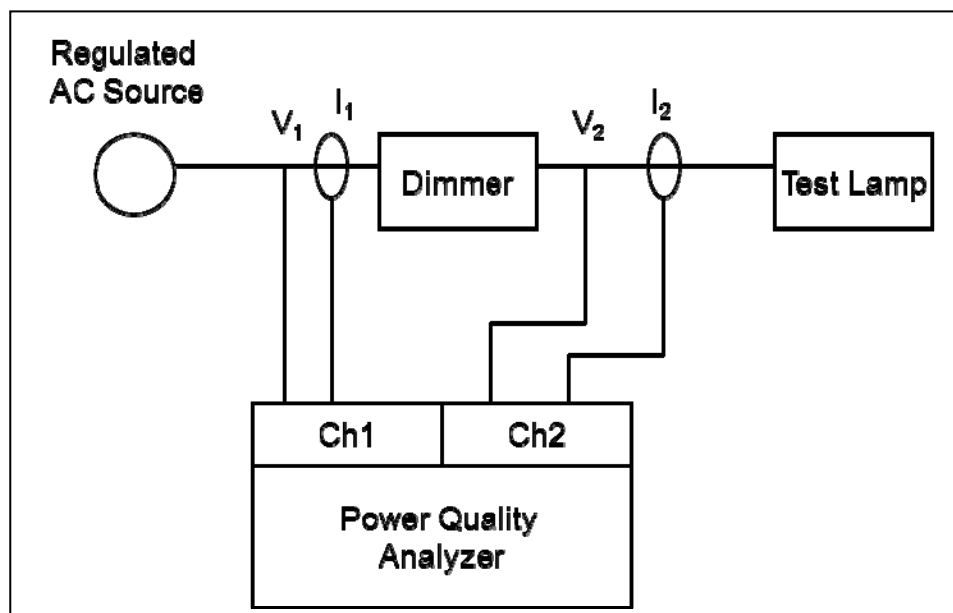 Regulated
AC Source
V₁
I₁
V₂
I₂
Dimmer
Test Lamp
Ch1
Ch2
Power Quality
Analyzer